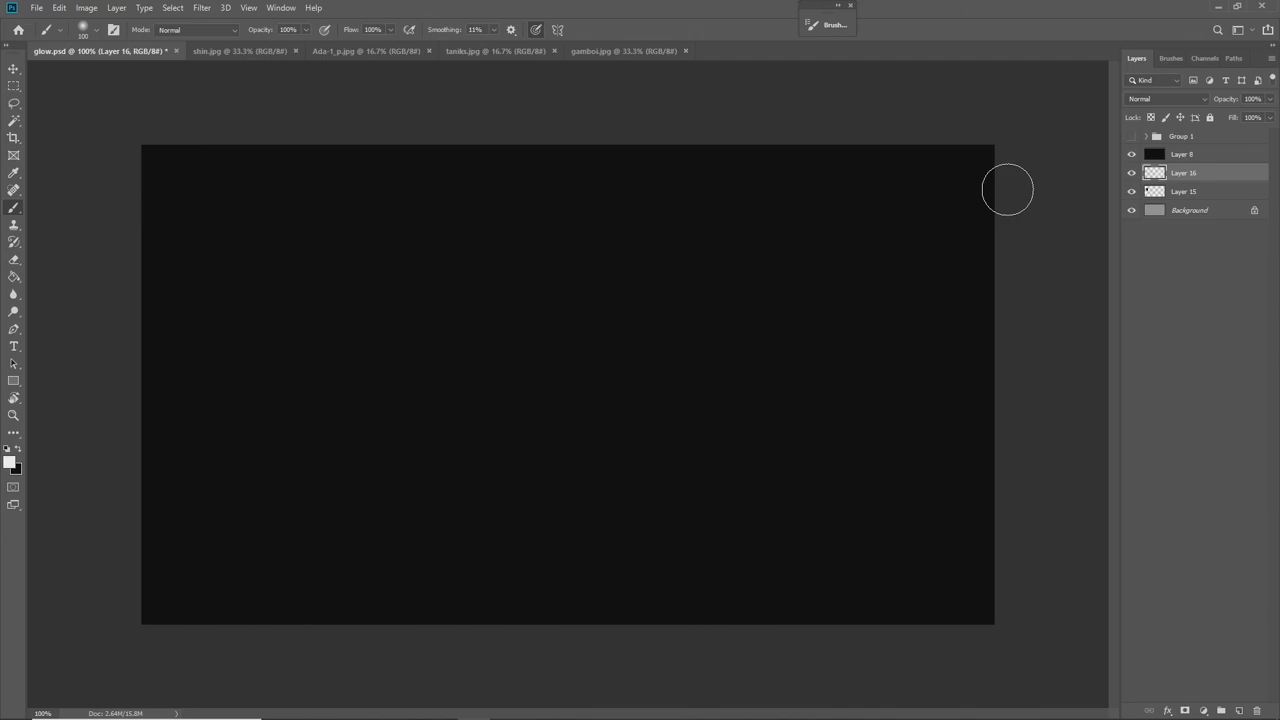 Ps File Edit Image Layer Type Select Filter 3D View Window Help
Brush...
100 Mode: Normal Opacity: 100% Flow: 100% Smoothing: 11%
glow.psd @ 100% (Layer 16, RGB/8#) * × shin.jpg @ 33.3% (RGB/8#) × Ada-1_p.jpg @ 16.7% (RGB/8#) × taniks.jpg @ 16.7% (RGB/8#) × gamboi.jpg @ 33.3% (RGB/8#) ×
Layers Brushes Channels Paths
Kind
Normal Opacity: 100%
Lock: Fill: 100%
Group 1
Layer 8
Layer 16
Layer 15
Background
100% Doc: 2.64M/15.8M